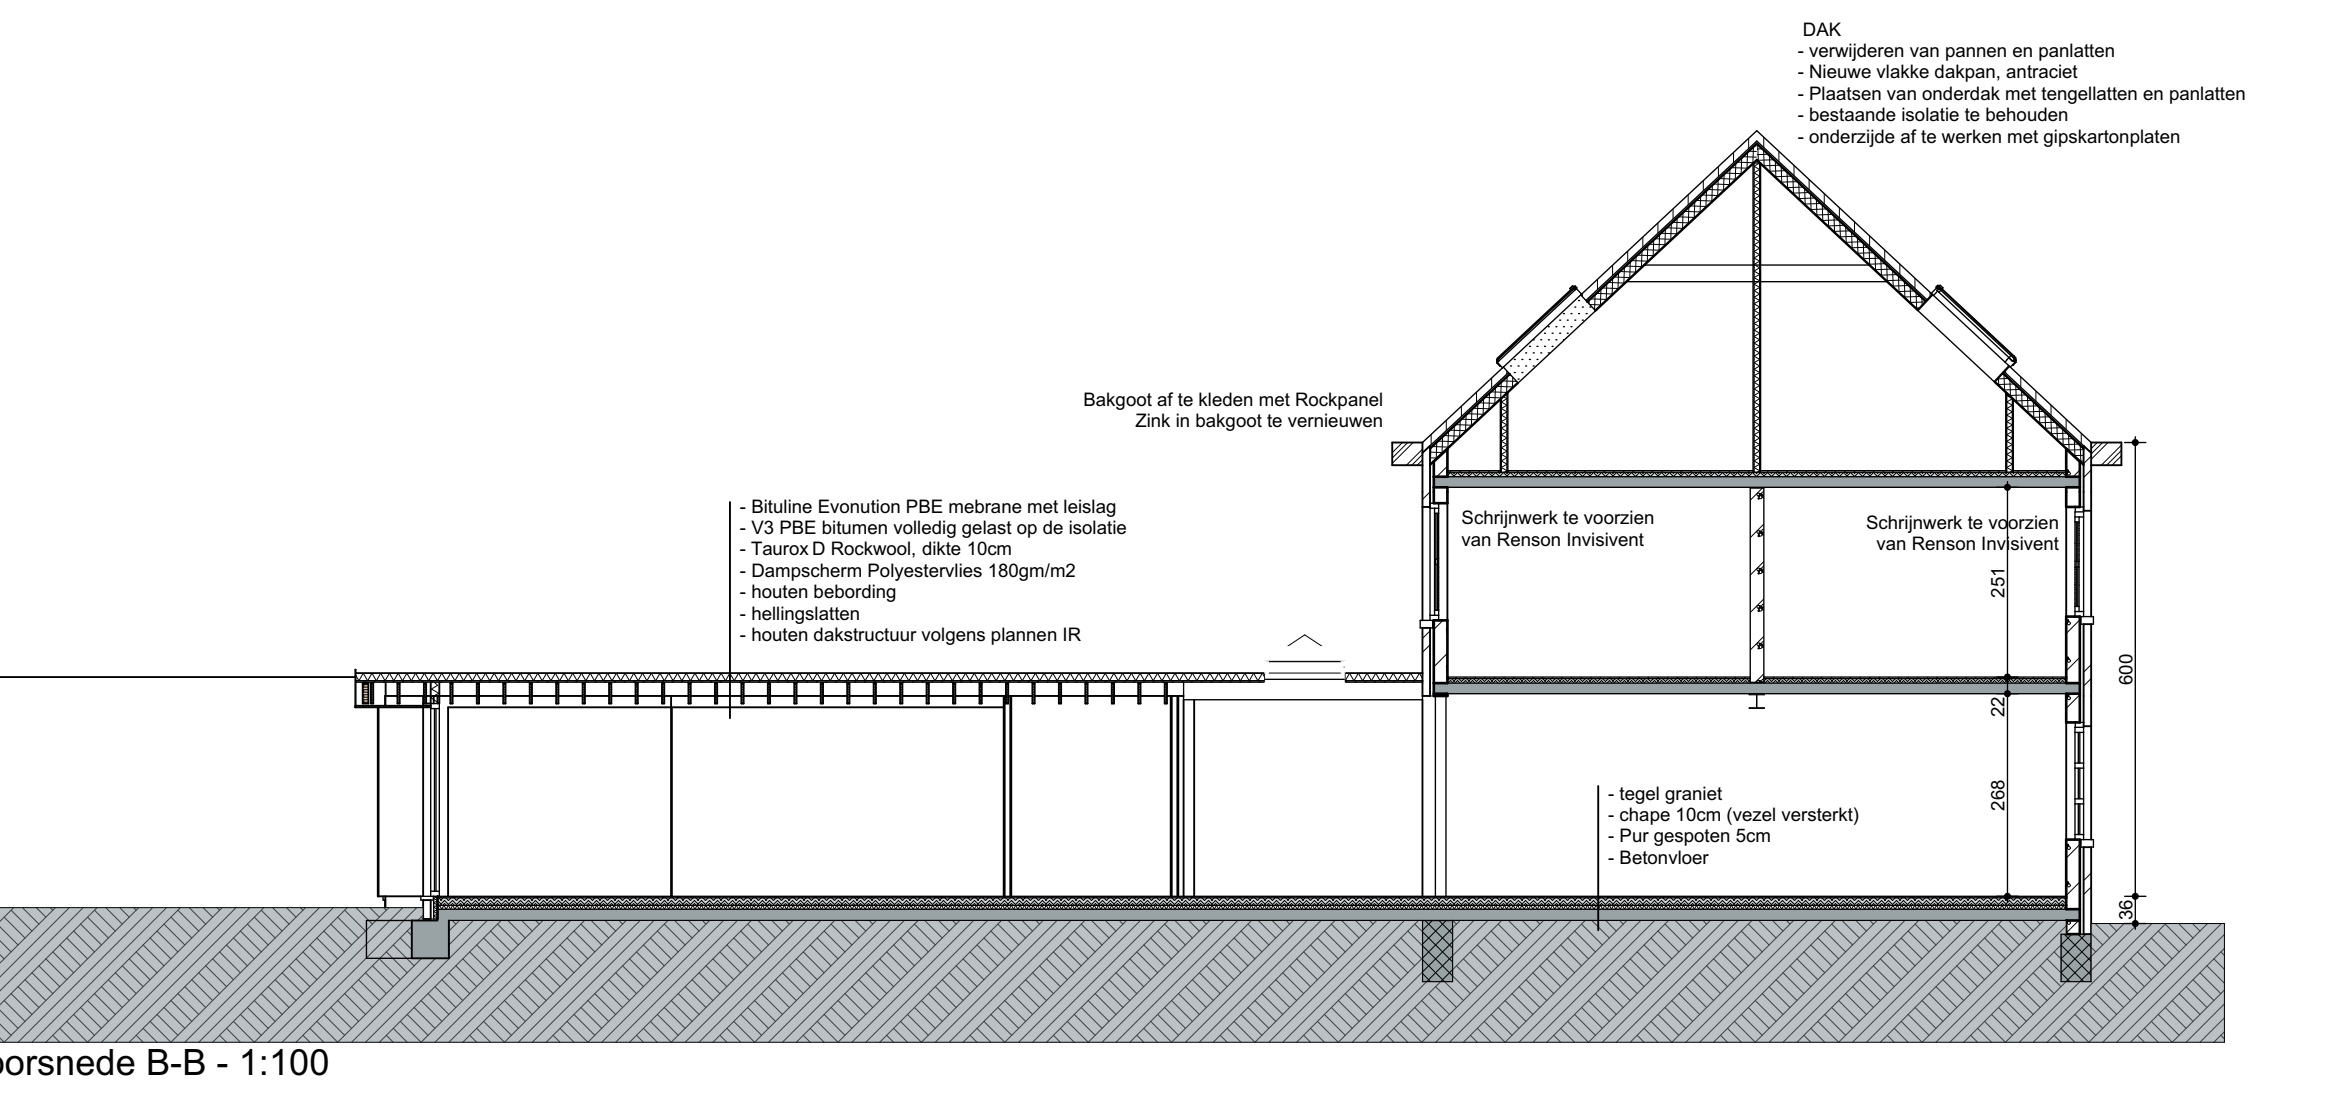 DAK
- verwijderen van pannen en panlatten
- Nieuwe vlakke dakpan, antraciet
- Plaatsen van onderdak met tengellatten en panlatten
- bestaande isolatie te behouden
- onderzijde af te werken met gipskartonplaten
Bakgoot af te kleden met Rockpanel
Zink in bakgoot te vernieuwen
- Bituline Evonution PBE mebrane met leislag
- V3 PBE bitumen volledig gelast op de isolatie
- Taurox D Rockwool, dikte 10cm
- Dampscherm Polyestervlies 180gm/m2
- houten bebording
- hellingslatten
- houten dakstructuur volgens plannen IR
Schrijnwerk te voorzien
van Renson Invisivent
Schrijnwerk te voorzien
van Renson Invisivent
251
600
22
268
36
- tegel graniet
- chape 10cm (vezel versterkt)
- Pur gespoten 5cm
- Betonvloer
oorsnede B-B - 1:100